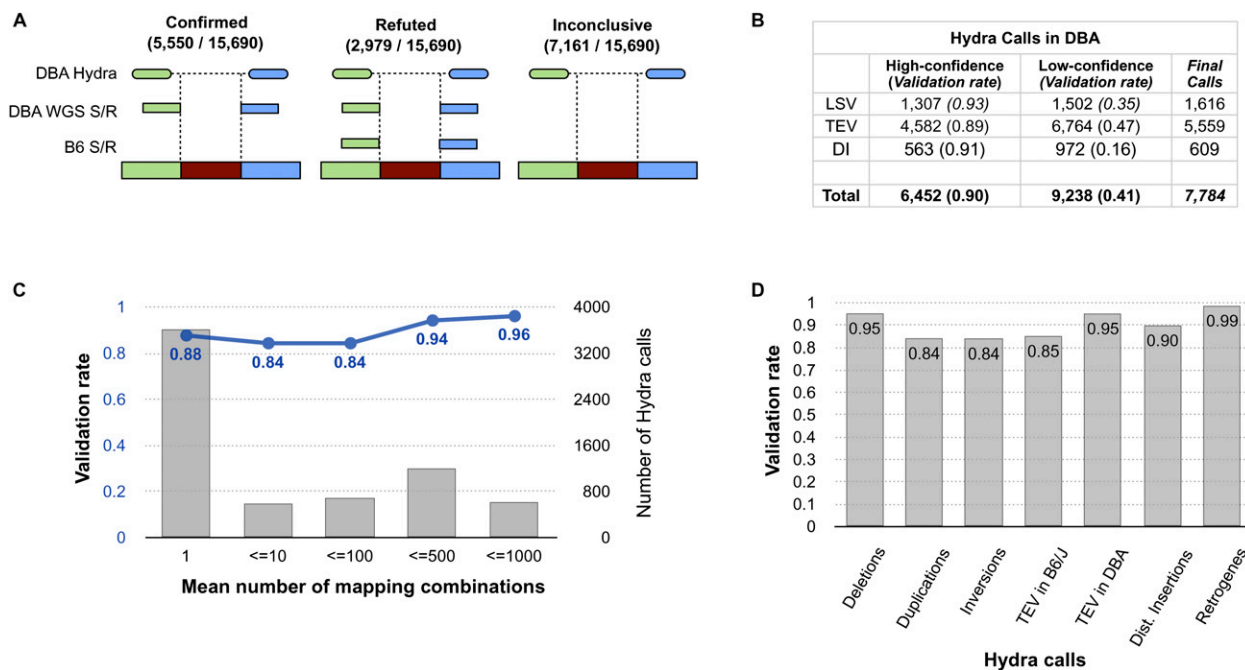 A
Confirmed
(5,550 / 15,690)
Refuted
(2,979 / 15,690)
Inconclusive
(7,161 / 15,690)
DBA Hydra
DBA WGS S/R
B6 S/R
B
Hydra Calls in DBA
High-confidence
(Validation rate)
Low-confidence
(Validation rate)
Final
Calls
LSV 1,307 (0.93) 1,502 (0.35) 1,616
TEV 4,582 (0.89) 6,764 (0.47) 5,559
DI 563 (0.91) 972 (0.16) 609
Total 6,452 (0.90) 9,238 (0.41) 7,784
C
Validation rate
1
0.8
0.6
0.4
0.2
0
0.88
0.84
0.84
0.94
0.96
4000
3200
2400
1600
800
0
Number of Hydra calls
1 <=10 <=100 <=500 <=1000
Mean number of mapping combinations
D
Validation rate
1
0.9
0.8
0.7
0.6
0.5
0.4
0.3
0.2
0.1
0
0.95
0.84
0.84
0.85
0.95
0.90
0.99
Deletions
Duplications
Inversions
TEV in B6/J
TEV in DBA
Dist. Insertions
Retrogenes
Hydra calls